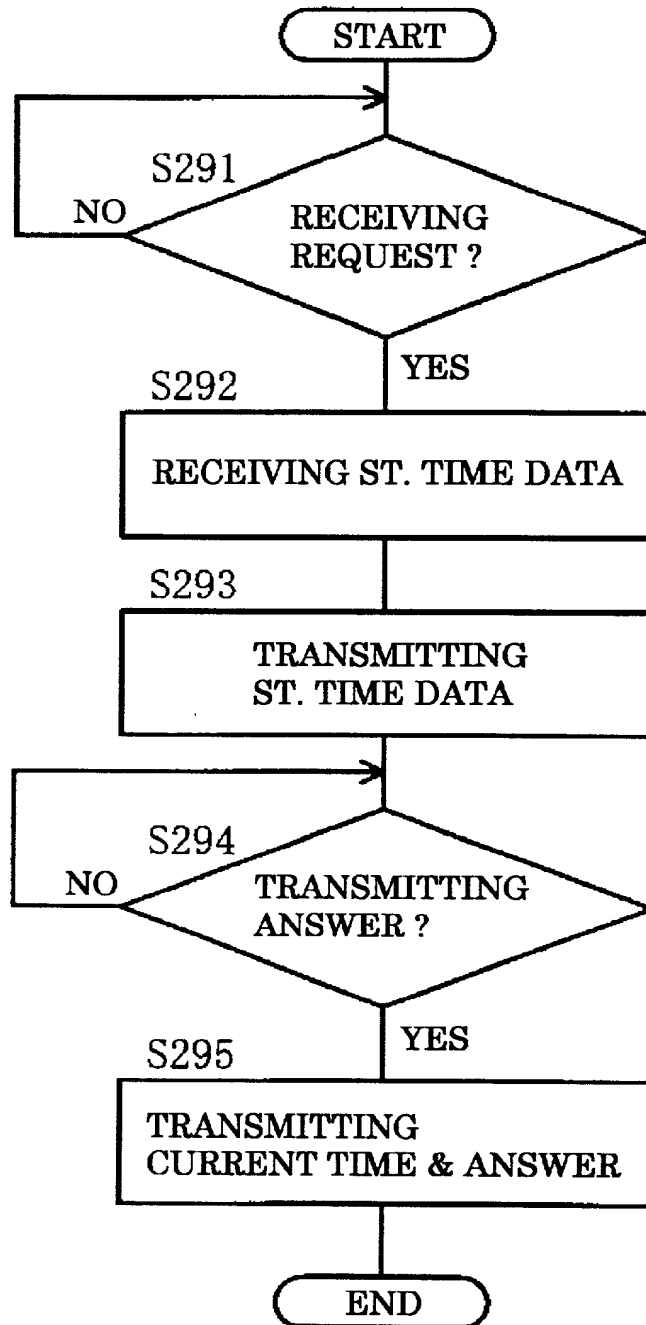 START
S291
NO
RECEIVING
REQUEST ?
YES
S292
RECEIVING ST. TIME DATA
S293
TRANSMITTING
ST. TIME DATA
S294
NO
TRANSMITTING
ANSWER ?
YES
S295
TRANSMITTING
CURRENT TIME & ANSWER
END